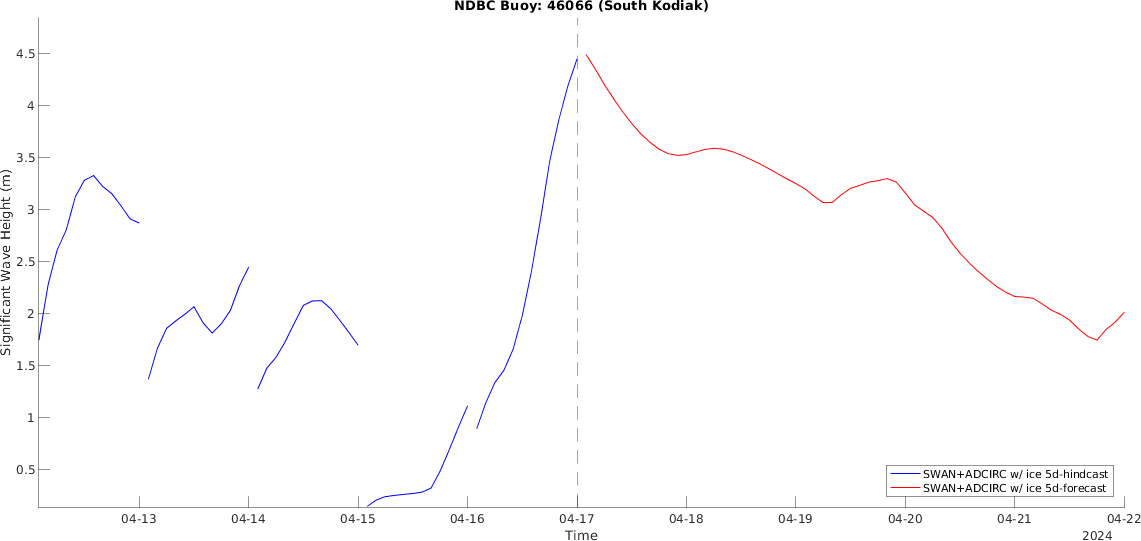 NDBC Buoy: 46066 (South Kodiak)
Significant Wave Height (m)
4.5
4
3.5
3
2.5
2
1.5
1
0.5
04-13 04-14 04-15 04-16 04-17 04-18 04-19 04-20 04-21 04-22
Time
2024
SWAN+ADCIRC w/ ice 5d-hindcast
SWAN+ADCIRC w/ ice 5d-forecast